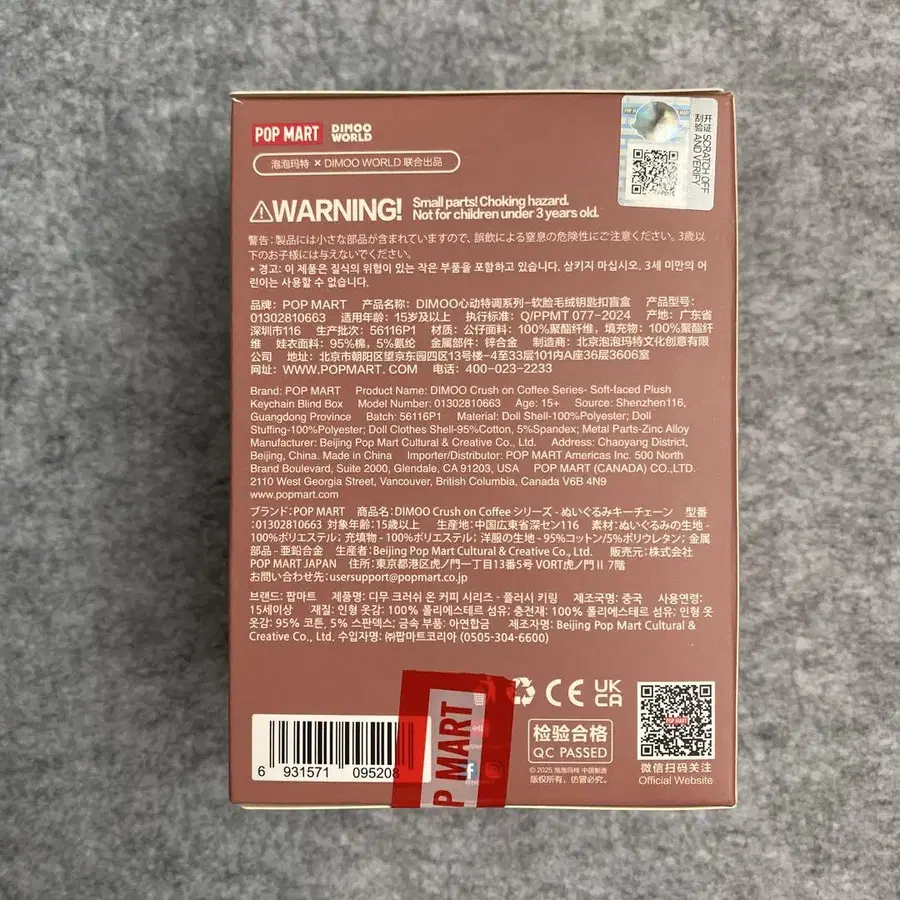 POP MART DIMOO WORLD
泡泡玛特 × DIMOO WORLD 联合出品
开证 SCRATCH OFF
刮验 AND VERIFY
WARNING! Small parts! Choking hazard.
Not for children under 3 years old.
警告：製品には小さな部品が含まれていますので、誤飲による窒息の危険性にご注意ください。3歳以
下のお子様には与えないでください。
* 경고: 이 제품은 질식의 위험이 있는 작은 부품을 포함하고 있습니다. 삼키지 마십시오. 3세 미만의 어
린이는 사용할 수 없습니다.
品牌：POP MART 产品名称：DIMOO心动特调系列-软脸毛绒钥匙扣盲盒 产品型号：
01302810663 适用年龄：15岁及以上 执行标准：Q/PPMT 077-2024 产地：广东省
深圳市116 生产批次：56116P1 材质：公仔面料：100%聚酯纤维，填充物：100%聚酯纤
维 娃衣面料：95%棉，5%氨纶 金属部件：锌合金 制造商：北京泡泡玛特文化创意有限
公司 地址：北京市朝阳区望京东园四区13号楼-4至33层101内A座36层3606室
网址：WWW.POPMART.COM 电话：400-023-2233
Brand: POP MART Product Name: DIMOO Crush on Coffee Series- Soft-faced Plush
Keychain Blind Box Model Number: 01302810663 Age: 15+ Source: Shenzhen116,
Guangdong Province Batch: 56116P1 Material: Doll Shell-100%Polyester; Doli
Stuffing-100%Polyester; Doll Clothes Shell-95%Cotton, 5%Spandex; Metal Parts-Zinc Alloy
Manufacturer: Beijing Pop Mart Cultural & Creative Co., Ltd. Address: Chaoyang District,
Beijing, China. Made in China Importer/Distributor: POP MART Americas Inc. 500 North
Brand Boulevard, Suite 2000, Glendale, CA 91203, USA POP MART (CANADA) CO.,LTD.
2110 West Georgia Street, Vancouver, British Columbia, Canada V6B 4N9
www.popmart.com
ブランド：POP MART 商品名：DIMOO Crush on Coffee シリーズ - ぬいぐるみキーチェーン 型番
：01302810663 対象年齢：15歳以上 生産地：中国広東省深セン116 素材：ぬいぐるみの生地 -
100%ポリエステル; 充填物 - 100%ポリエステル; 洋服の生地 - 95%コットン/5%ポリウレタン; 金属
部品 - 亜鉛合金 生産者：Beijing Pop Mart Cultural & Creative Co., Ltd. 販売元：株式会社
POP MART JAPAN 住所：東京都港区虎ノ門一丁目13番5号 VORT虎ノ門Ⅱ 7階
お問い合わせ先：usersupport@popmart.co.jp
브랜드: 팝마트 제품명: 디무 크러쉬 온 커피 시리즈 - 플러시 키링 제조국명: 중국 사용연령:
15세이상 재질: 인형 옷감: 100% 폴리에스테르 섬유; 충전재: 100% 폴리에스테르 섬유; 인형 옷
옷감: 95% 코튼, 5% 스판덱스; 금속 부품: 아연합금 제조자명: Beijing Pop Mart Cultural &
Creative Co., Ltd. 수입자명: ㈜팝마트코리아 (0505-304-6600)
CE UK
CA
P MART
检验合格
QC PASSED
© 2025 泡泡玛特 中国制造
版权所有，仿冒必究。
POP MART
微信扫码关注
Official Website
6 931571 095208